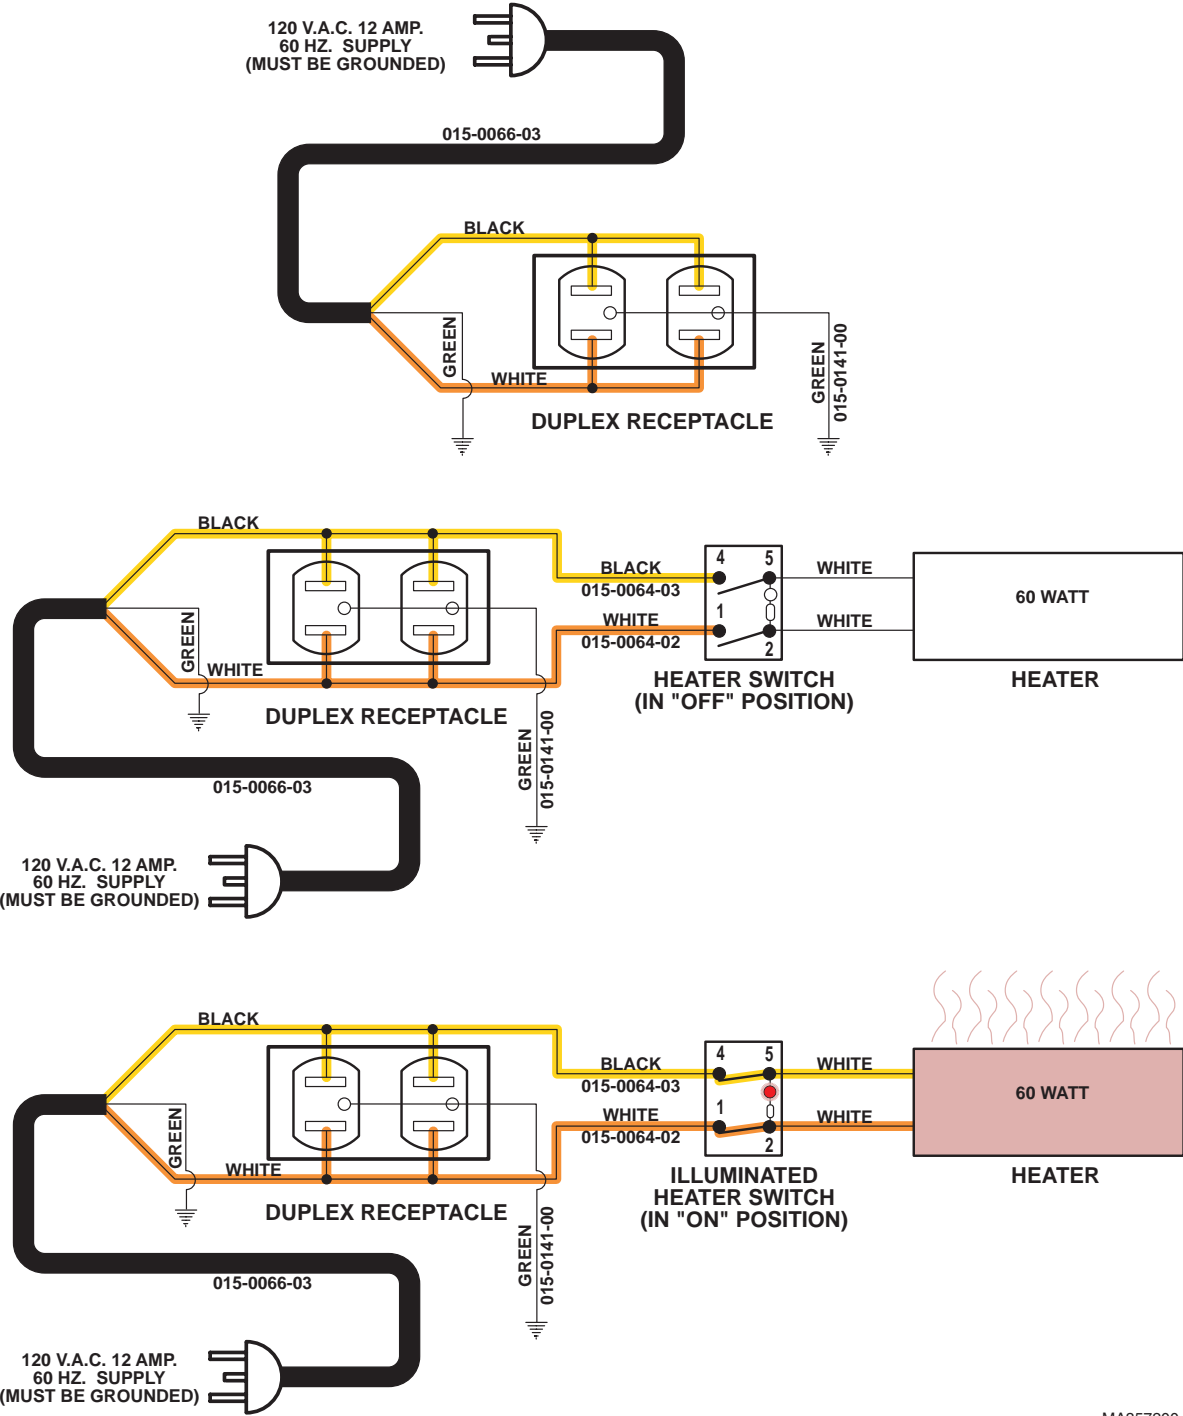 120 V.A.C. 12 AMP.
60 HZ. SUPPLY
(MUST BE GROUNDED)
015-0066-03
BLACK
GREEN
WHITE
GREEN
015-0141-00
DUPLEX RECEPTACLE
BLACK
GREEN
WHITE
DUPLEX RECEPTACLE
GREEN
015-0141-00
BLACK
015-0064-03
WHITE
015-0064-02
4 5
1
2
WHITE
WHITE
60 WATT
HEATER SWITCH
(IN "OFF" POSITION)
HEATER
015-0066-03
120 V.A.C. 12 AMP.
60 HZ. SUPPLY
(MUST BE GROUNDED)
BLACK
GREEN
WHITE
DUPLEX RECEPTACLE
GREEN
015-0141-00
BLACK
015-0064-03
WHITE
015-0064-02
4 5
1
2
WHITE
WHITE
60 WATT
ILLUMINATED
HEATER SWITCH
(IN "ON" POSITION)
HEATER
015-0066-03
120 V.A.C. 12 AMP.
60 HZ. SUPPLY
(MUST BE GROUNDED)